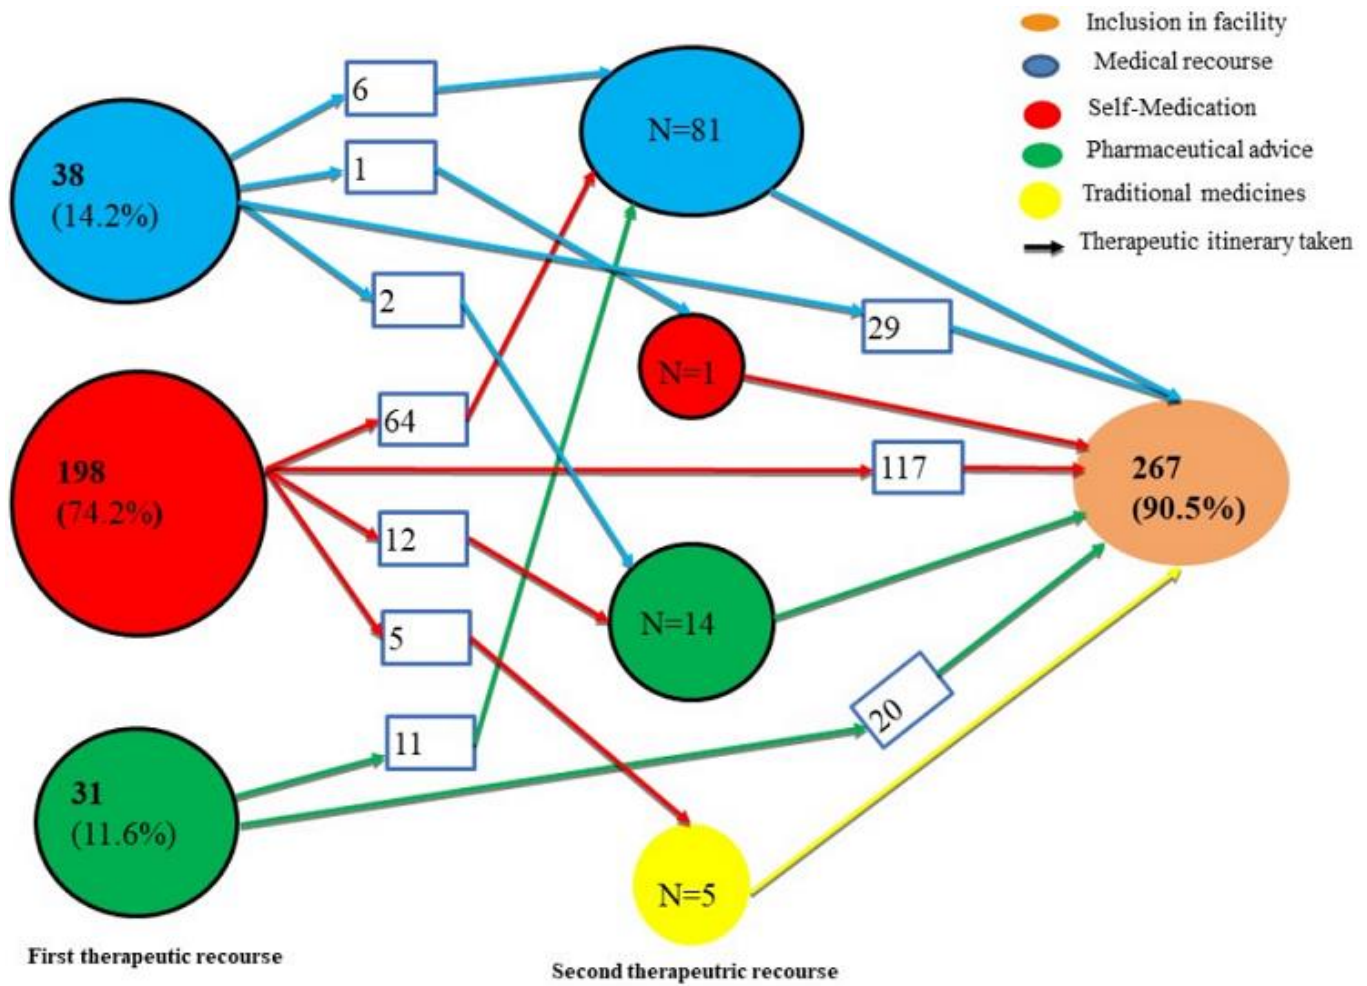 Inclusion in facility
Medical recourse
Self-Medication
Pharmaceutical advice
Traditional medicines
Therapeutic itinerary taken
38
(14.2%)
198
(74.2%)
31
(11.6%)
6
1
2
64
12
5
11
N=81
N=1
N=14
N=5
29
117
20
267
(90.5%)
First therapeutic recourse
Second therapeutric recourse